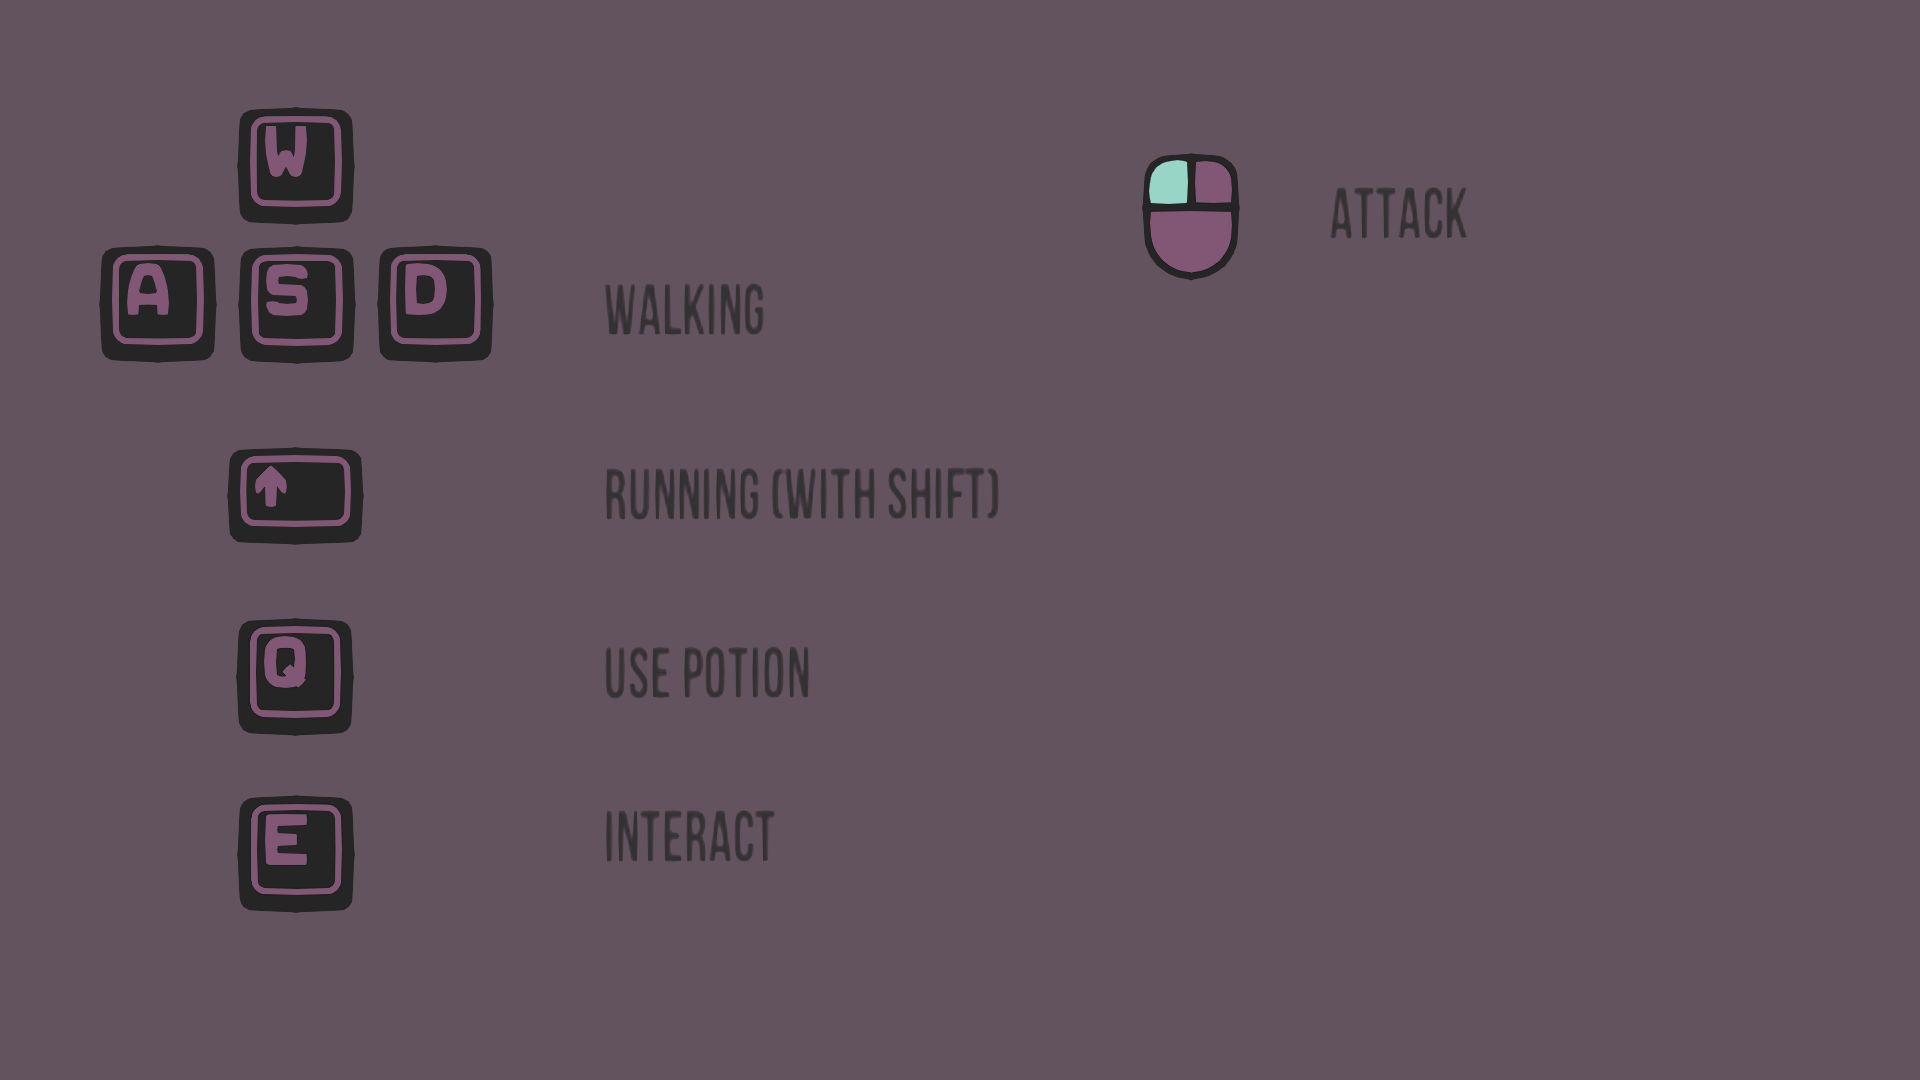 W
A S D
WALKING
RUNNING (WITH SHIFT)
Q
USE POTION
E
INTERACT
ATTACK